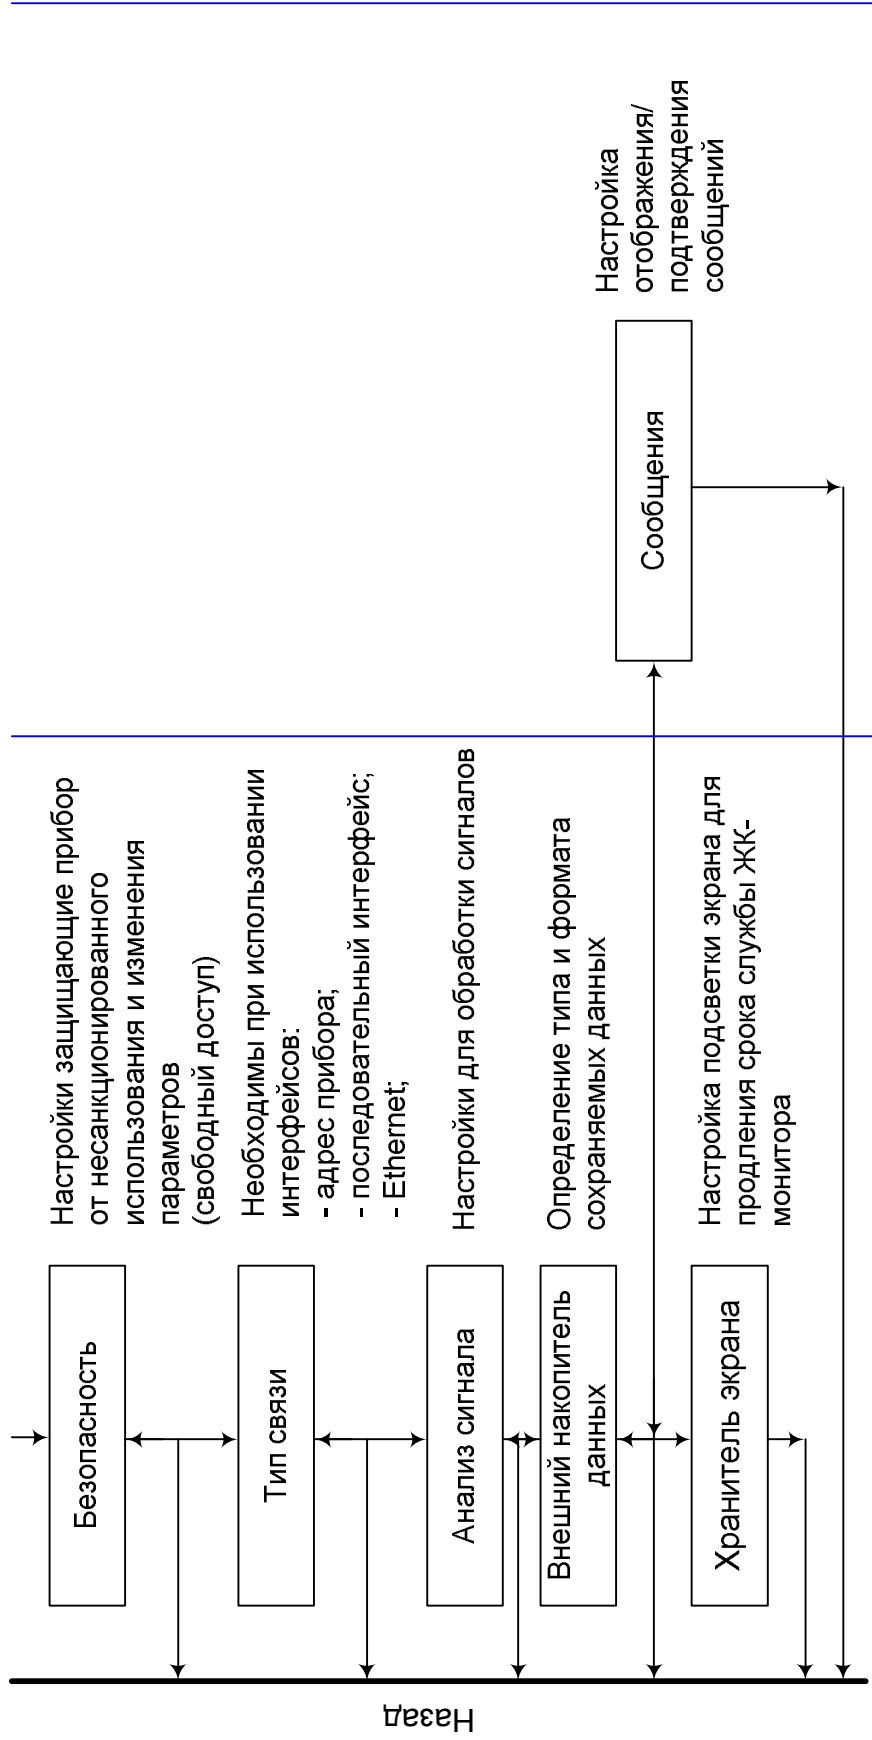 Безопасность
Настройки защищающие прибор
от несанкционированного
использования и изменения
параметров
(свободный доступ)
Тип связи
Необходимы при использовании
интерфейсов:
- адрес прибора;
- последовательный интерфейс;
- Ethernet;
Анализ сигнала
Настройки для обработки сигналов
Внешний накопитель
данных
Определение типа и формата
сохраняемых данных
Сообщения
Настройка
отображения/
подтверждения
сообщений
Хранитель экрана
Настройка подсветки экрана для
продления срока службы ЖК-
монитора
Назад